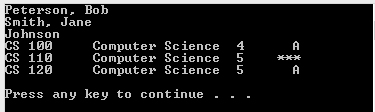 Peterson, Bob
Smith, Jane
Johnson
CS 100 Computer Science 4 A
CS 110 Computer Science 5 ***
CS 120 Computer Science 5 A
Press any key to continue . . .